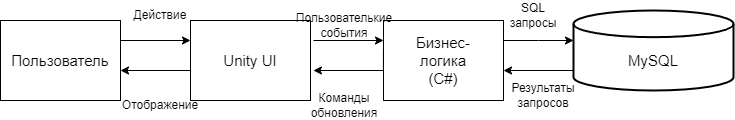 Действие
Пользовательские
события
SQL
запросы
Пользователь
Unity UI
Бизнес-
логика
(C#)
MySQL
Отображение
Команды
обновления
Результаты
запросов